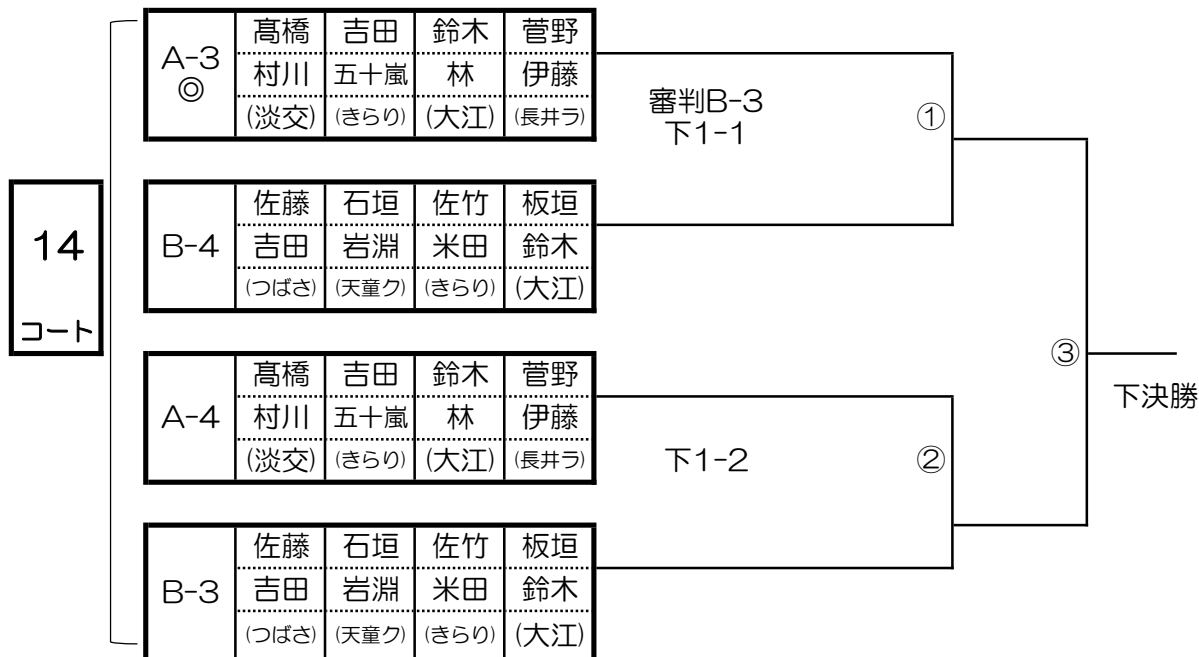 14
コート
A-3
◎
髙橋 吉田 鈴木 菅野
村川 五十嵐 林 伊藤
(淡交) (きらり) (大江) (長井ラ)
B-4
佐藤 石垣 佐竹 板垣
吉田 岩淵 米田 鈴木
(つばさ) (天童ク) (きらり) (大江)
A-4
髙橋 吉田 鈴木 菅野
村川 五十嵐 林 伊藤
(淡交) (きらり) (大江) (長井ラ)
B-3
佐藤 石垣 佐竹 板垣
吉田 岩淵 米田 鈴木
(つばさ) (天童ク) (きらり) (大江)
審判B-3
下1-1
①
下1-2
②
③
下決勝